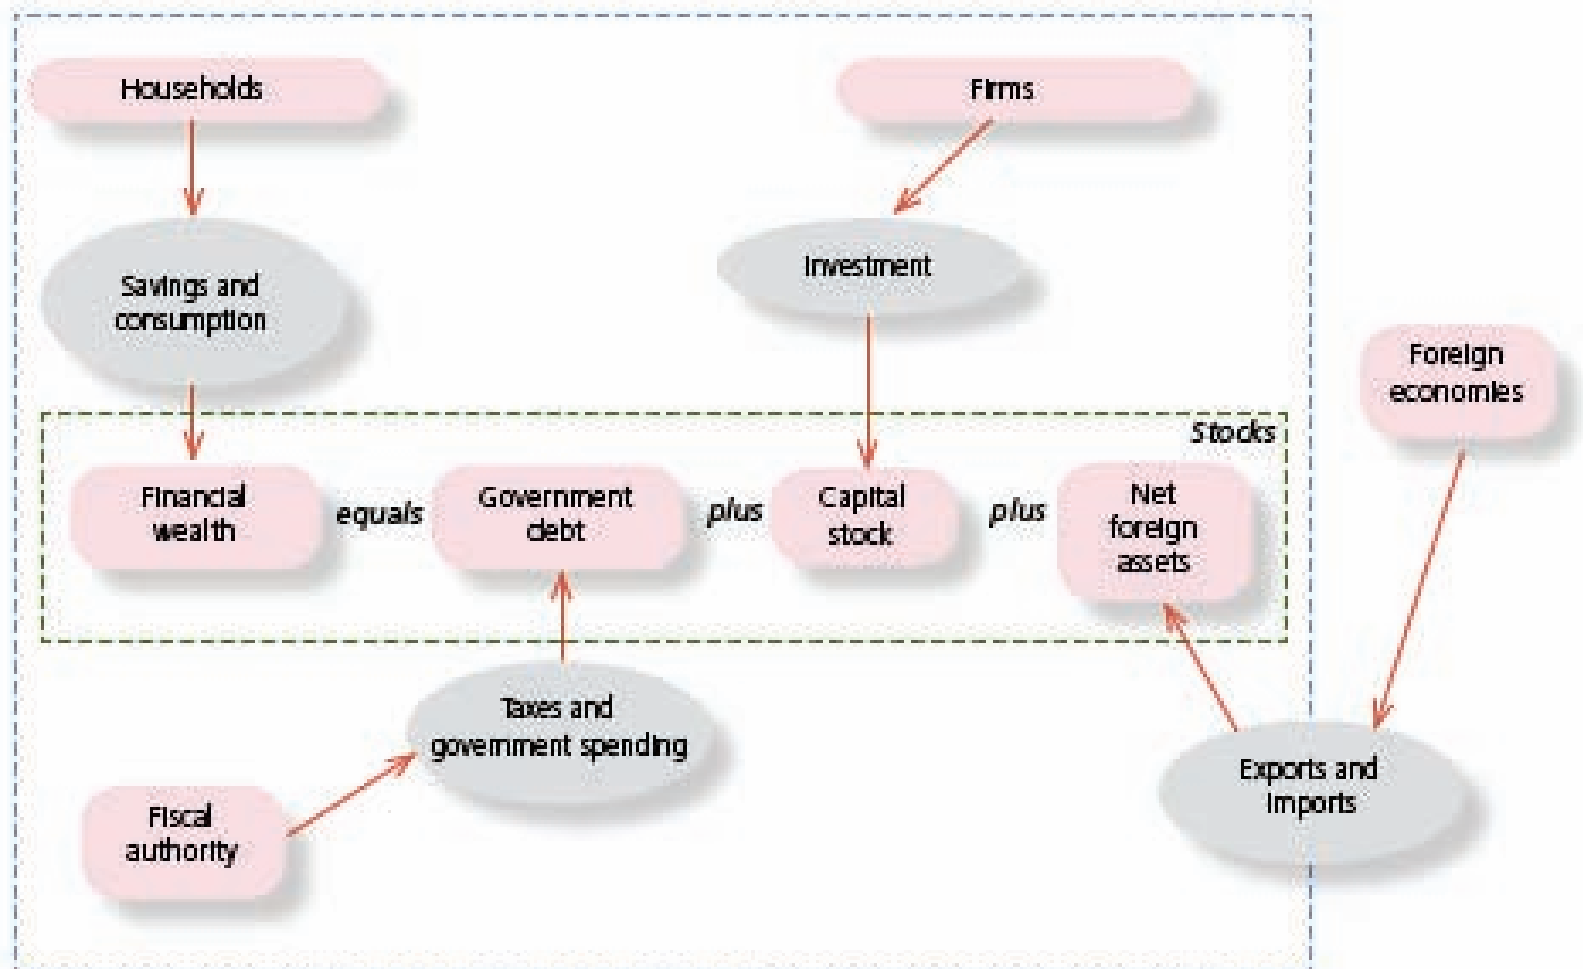 Households
Firms
Savings and
consumption
Investment
Foreign
economies
Stocks
Financial
wealth
equals
Government
debt
plus
Capital
stock
plus
Net
foreign
assets
Taxes and
government spending
Exports and
imports
Fiscal
authority